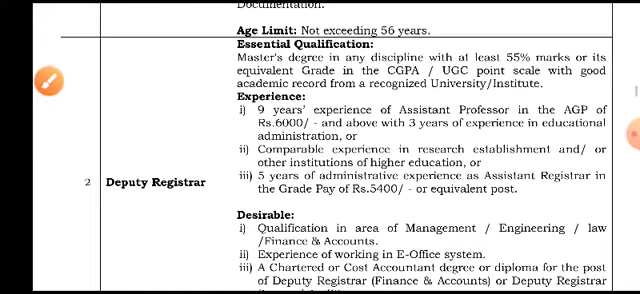 Documentation.
Age Limit: Not exceeding 56 years.
Essential Qualification:
Master's degree in any discipline with at least 55% marks or its
equivalent Grade in the CGPA / UGC point scale with good
academic record from a recognized University/Institute.
Experience:
i) 9 years' experience of Assistant Professor in the AGP of
Rs.6000/- and above with 3 years of experience in educational
administration, or
ii) Comparable experience in research establishment and/ or
other institutions of higher education, or
iii) 5 years of administrative experience as Assistant Registrar in
the Grade Pay of Rs.5400/- or equivalent post.
2 Deputy Registrar
Desirable:
i) Qualification in area of Management / Engineering / law
/Finance & Accounts.
ii) Experience of working in E-Office system.
iii) A Chartered or Cost Accountant degree or diploma for the post
of Deputy Registrar (Finance & Accounts) or Deputy Registrar